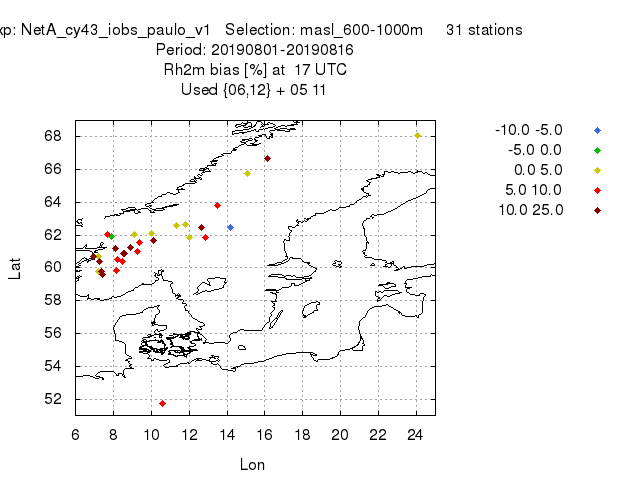 xp: NetA_cy43_iobs_paulo_v1 Selection: masl_600-1000m 31 stations
Period: 20190801-20190816
Rh2m bias [%] at 17 UTC
Used {06,12} + 05 11
-10.0 -5.0
-5.0 0.0
0.0 5.0
5.0 10.0
10.0 25.0
68
66
64
62
60
58
56
54
52
Lat
6 8 10 12 14 16 18 20 22 24
Lon